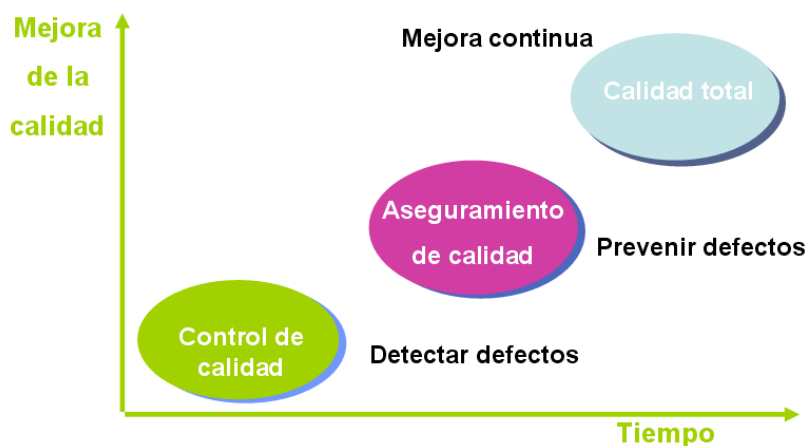 Mejora
de la
calidad
Mejora continua
Calidad total
Aseguramiento
de calidad
Prevenir defectos
Control de
calidad
Detectar defectos
Tiempo